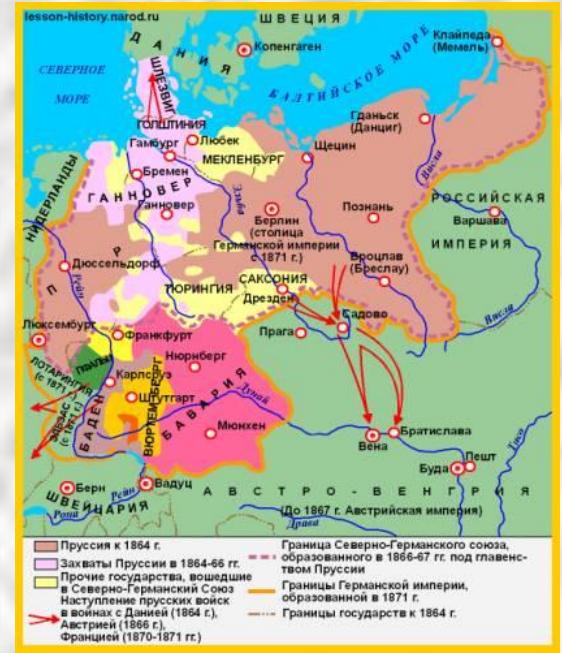 lesson-history.narod.ru
ШВЕЦИЯ
ДАНИЯ
Копенгаген
Клайпеда
(Мемель)
СЕВЕРНОЕ
МОРЕ
БАЛТИЙСКОЕ МОРЕ
ШЛЕЗВИГ
ГОЛШТИНИЯ
Гамбург
Любек
МЕКЛЕНБУРГ
Щецин
Гданьск
(Данциг)
Висла
НИДЕРЛАНДЫ
Бремен
ГАННОВЕР
Ганновер
Эльба
Берлин
(столица
Германской империи
с 1871 г.)
Познань
РОССИЙСКАЯ
Варшава
ИМПЕРИЯ
П Р
Дюссельдорф
Рейн
ТЮРИНГИЯ
САКСОНИЯ
Дрезден
Вроцлав
(Бреслау)
Садово
Висла
Люксембург
Франкфурт
Прага
ЛОТАРИНГИЯ
(с 1871 г.)
ПФАЛЬЦ
Нюрнберг
Карлсруэ
Штутгарт
ЭЛЬЗАС
(с 1871 г.)
БАДЕН
ВЮРТЕМБЕРГ
БАВАРИЯ
Дунай
Мюнхен
Вена
Братислава
Буда
Пешт
Тисо
Берн
Рейн
Вадуц
ШВЕЙЦАРИЯ
Рона
АВСТРО-ВЕНГРИЯ
(До 1867 г. Австрийская империя)
Драва
Пруссия к 1864 г.
Захваты Пруссии в 1864-66 гг.
Прочие государства, вошедшие
в Северно-Германский Союз
Наступление прусских войск
в войнах с Данией (1864 г.),
Австрией (1866 г.),
Францией (1870-1871 гг.)
Граница Северно-Германского союза,
образованного в 1866-67 гг. под главенс-
твом Пруссии
Границы Германской империи,
образованной в 1871 г.
Границы государств к 1864 г.